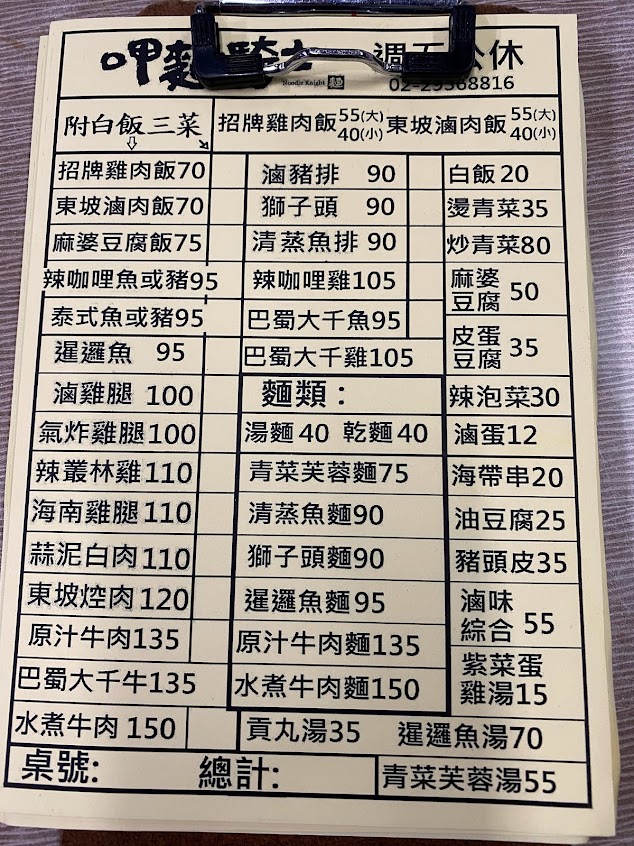 呷麵騎士 週五公休
Noodle Knight
02-29568816
附白飯三菜 招牌雞肉飯55(大) 40(小) 東坡滷肉飯55(大) 40(小)
招牌雞肉飯70 滷豬排 90 白飯20
東坡滷肉飯70 獅子頭 90 燙青菜35
麻婆豆腐飯75 清蒸魚排 90 炒青菜80
辣咖哩魚或豬95 辣咖哩雞105 麻婆豆腐 50
泰式魚或豬95 巴蜀大千魚95
暹邏魚 95 巴蜀大千雞105 皮蛋豆腐 35
滷雞腿 100 麵類: 辣泡菜30
氣炸雞腿100 湯麵40 乾麵40 滷蛋12
辣叢林雞110 青菜芙蓉麵75 海帶串20
海南雞腿110 清蒸魚麵90 油豆腐25
蒜泥白肉110 獅子頭麵90 豬頭皮35
東坡焢肉120 暹邏魚麵95 滷味綜合 55
原汁牛肉135 原汁牛肉麵135
巴蜀大千牛135 水煮牛肉麵150 紫菜蛋雞湯15
水煮牛肉 150 貢丸湯35 暹邏魚湯70
桌號: 總計: 青菜芙蓉湯55